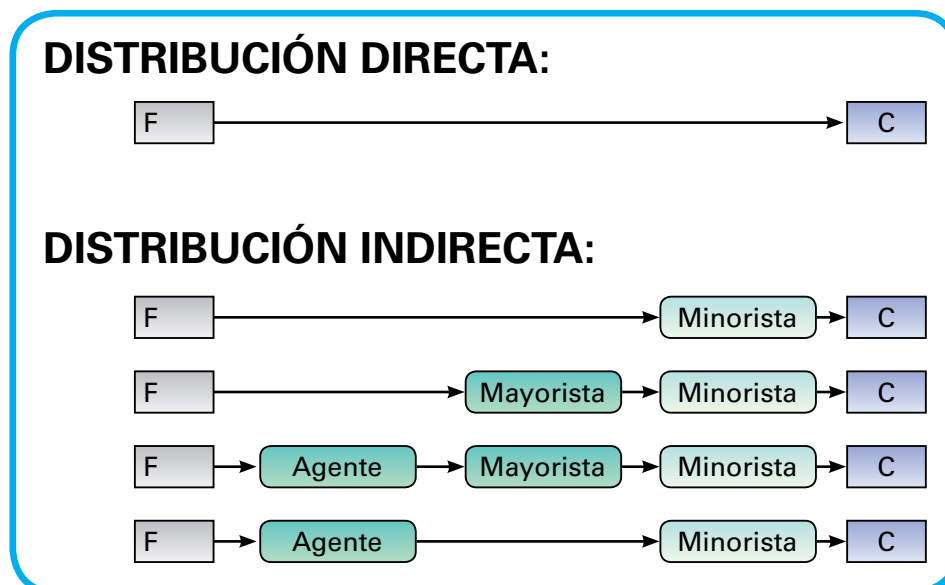 DISTRIBUCIÓN DIRECTA:
F C
DISTRIBUCIÓN INDIRECTA:
F Minorista C
F Mayorista Minorista C
F Agente Mayorista Minorista C
F Agente Minorista C